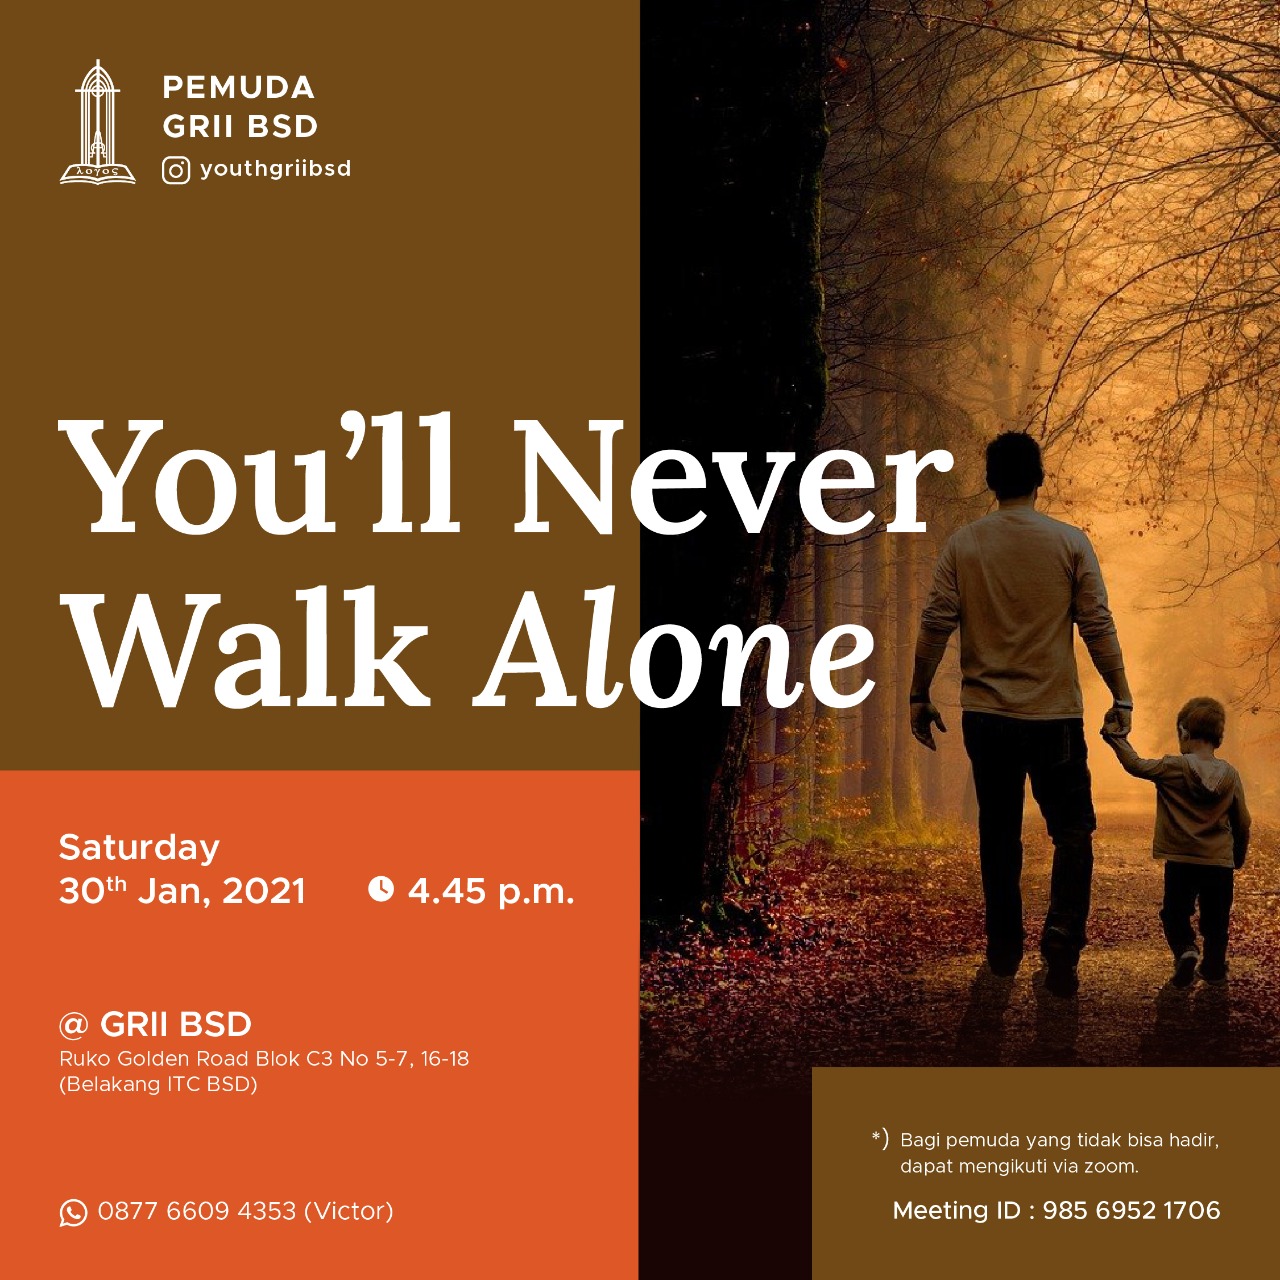 PEMUDA
GRII BSD
youthgriibsd
λογος
You’ll Never
Walk Alone
Saturday
30th Jan, 2021
4.45 p.m.
@ GRII BSD
Ruko Golden Road Blok C3 No 5-7, 16-18
(Belakang ITC BSD)
0877 6609 4353 (Victor)
*) Bagi pemuda yang tidak bisa hadir,
dapat mengikuti via zoom.
Meeting ID : 985 6952 1706